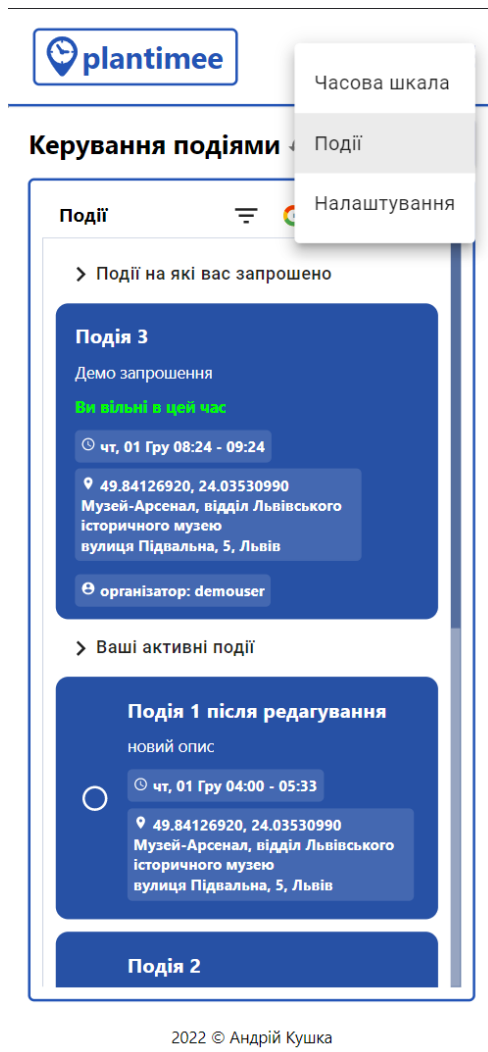 plantimee
Часова шкала
Події
Налаштування
Керування подіями
Події
Події на які вас запрошено
Подія 3
Демо запрошення
Ви вільні в цей час
чт, 01 Гру 08:24 - 09:24
49.84126920, 24.03530990
Музей-Арсенал, відділ Львівського
історичного музею
вулиця Підвальна, 5, Львів
організатор: demouser
Ваші активні події
Подія 1 після редагування
новий опис
чт, 01 Гру 04:00 - 05:33
49.84126920, 24.03530990
Музей-Арсенал, відділ Львівського
історичного музею
вулиця Підвальна, 5, Львів
Подія 2
2022 © Андрій Кушка